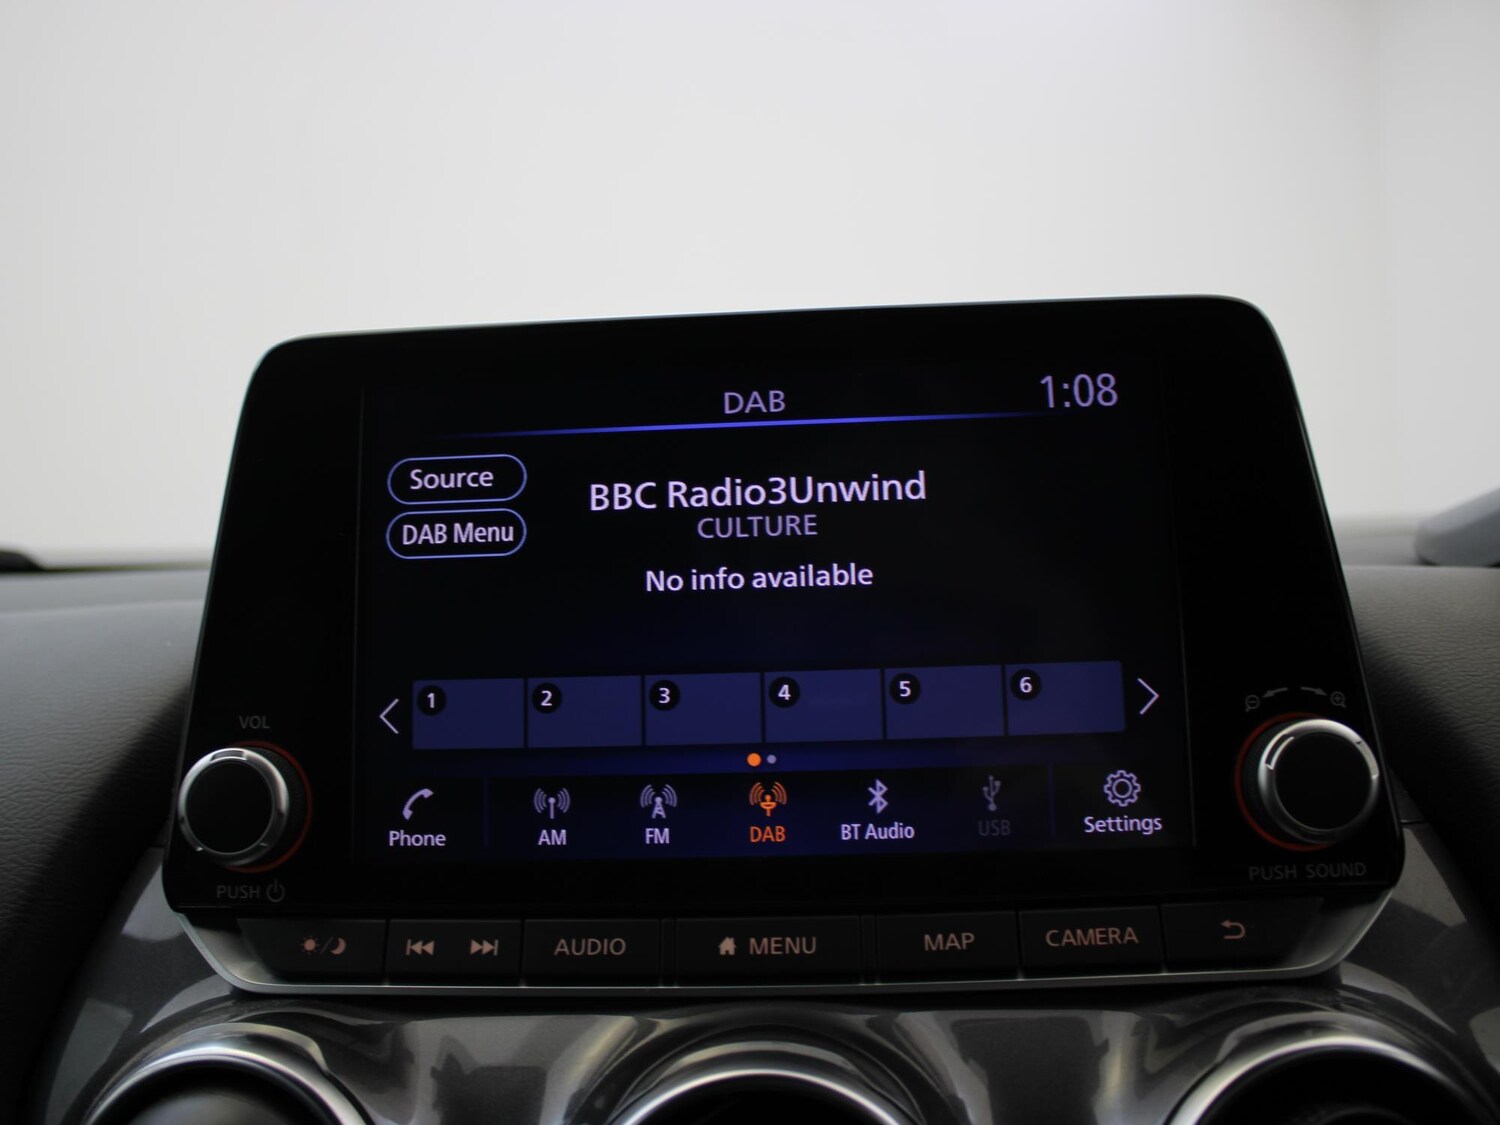 DAB
1:08
Source
BBC Radio3Unwind
CULTURE
DAB Menu
No info available
1 2 3 4 5 6
VOL
Phone AM FM DAB BT Audio USB Settings
PUSH
PUSH SOUND
AUDIO MENU MAP CAMERA